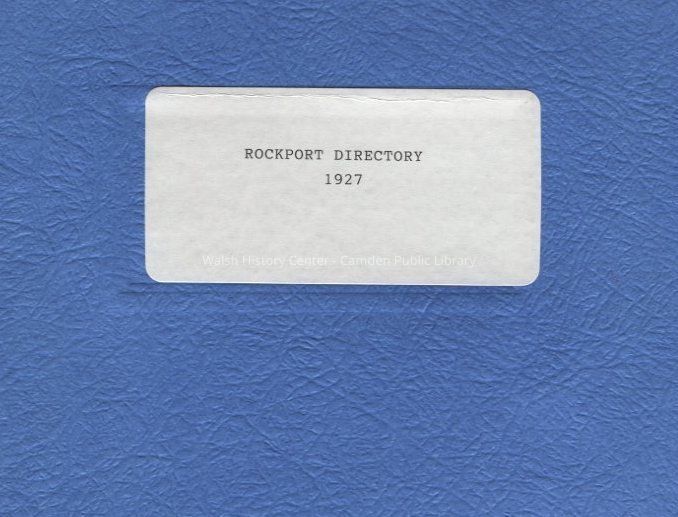 ROCKPORT DIRECTORY
1927
Walsh History Center - Camden Public Library